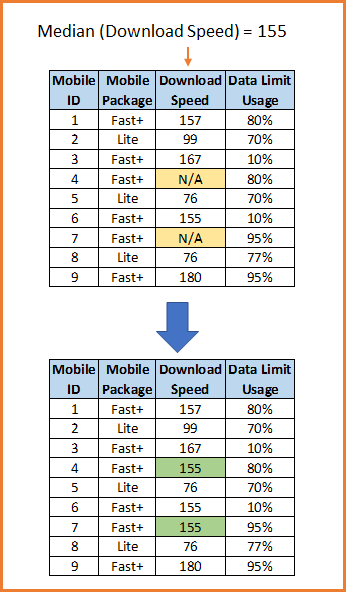 Median (Download Speed) = 155
Mobile ID Mobile Package Download Speed Data Limit Usage
1 Fast+ 157 80%
2 Lite 99 70%
3 Fast+ 167 10%
4 Fast+ N/A 80%
5 Lite 76 70%
6 Fast+ 155 10%
7 Fast+ N/A 95%
8 Lite 76 77%
9 Fast+ 180 95%
Mobile ID Mobile Package Download Speed Data Limit Usage
1 Fast+ 157 80%
2 Lite 99 70%
3 Fast+ 167 10%
4 Fast+ 155 80%
5 Lite 76 70%
6 Fast+ 155 10%
7 Fast+ 155 95%
8 Lite 76 77%
9 Fast+ 180 95%